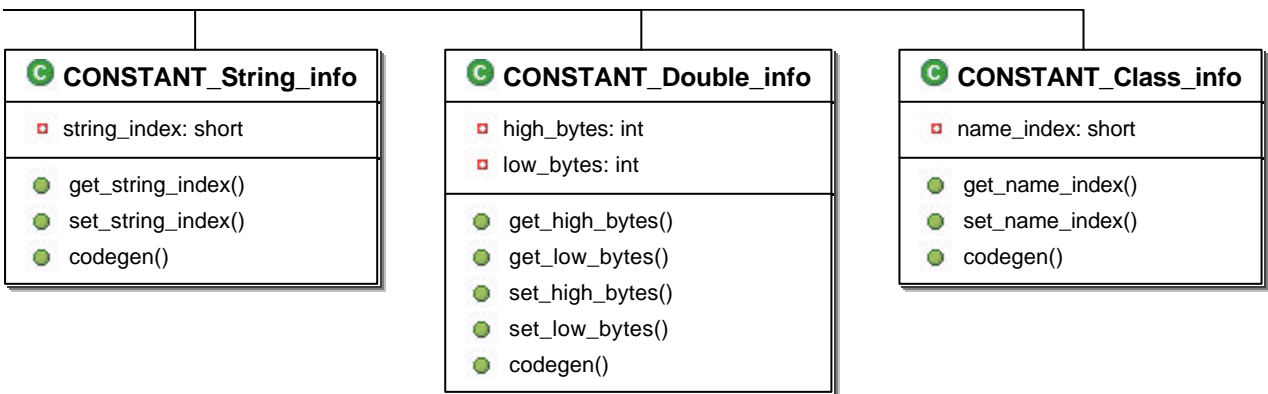 C CONSTANT_String_info
string_index: short
get_string_index()
set_string_index()
codegen()
C CONSTANT_Double_info
high_bytes: int
low_bytes: int
get_high_bytes()
get_low_bytes()
set_high_bytes()
set_low_bytes()
codegen()
C CONSTANT_Class_info
name_index: short
get_name_index()
set_name_index()
codegen()